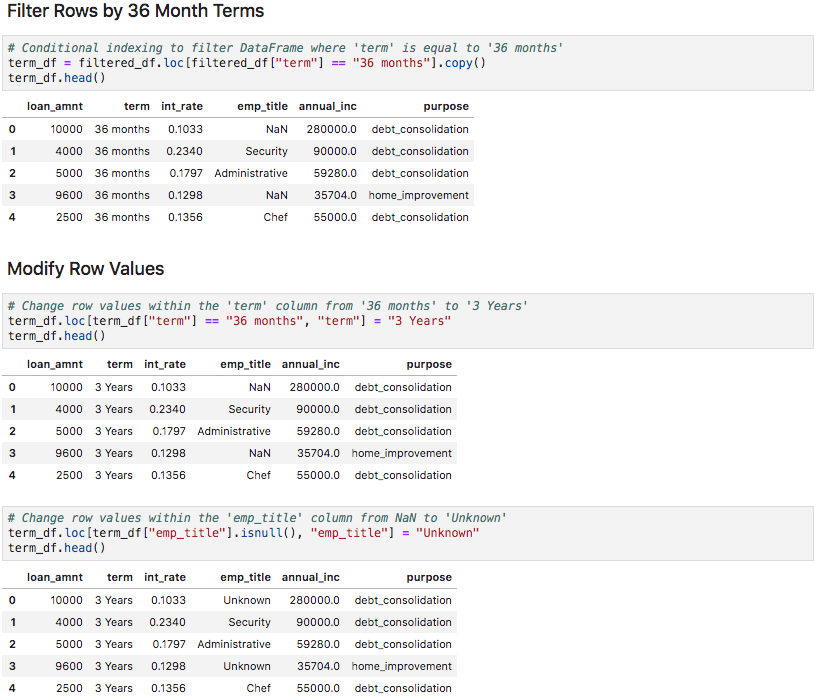 Filter Rows by 36 Month Terms
# Conditional indexing to filter DataFrame where 'term' is equal to '36 months'
term_df = filtered_df.loc[filtered_df["term"] == "36 months"].copy()
term_df.head()
loan_amnt term int_rate emp_title annual_inc purpose
0 10000 36 months 0.1033 NaN 280000.0 debt_consolidation
1 4000 36 months 0.2340 Security 90000.0 debt_consolidation
2 5000 36 months 0.1797 Administrative 59280.0 debt_consolidation
3 9600 36 months 0.1298 NaN 35704.0 home_improvement
4 2500 36 months 0.1356 Chef 55000.0 debt_consolidation
Modify Row Values
# Change row values within the 'term' column from '36 months' to '3 Years'
term_df.loc[term_df["term"] == "36 months", "term"] = "3 Years"
term_df.head()
loan_amnt term int_rate emp_title annual_inc purpose
0 10000 3 Years 0.1033 NaN 280000.0 debt_consolidation
1 4000 3 Years 0.2340 Security 90000.0 debt_consolidation
2 5000 3 Years 0.1797 Administrative 59280.0 debt_consolidation
3 9600 3 Years 0.1298 NaN 35704.0 home_improvement
4 2500 3 Years 0.1356 Chef 55000.0 debt_consolidation
# Change row values within the 'emp_title' column from NaN to 'Unknown'
term_df.loc[term_df["emp_title"].isnull(), "emp_title"] = "Unknown"
term_df.head()
loan_amnt term int_rate emp_title annual_inc purpose
0 10000 3 Years 0.1033 Unknown 280000.0 debt_consolidation
1 4000 3 Years 0.2340 Security 90000.0 debt_consolidation
2 5000 3 Years 0.1797 Administrative 59280.0 debt_consolidation
3 9600 3 Years 0.1298 Unknown 35704.0 home_improvement
4 2500 3 Years 0.1356 Chef 55000.0 debt_consolidation